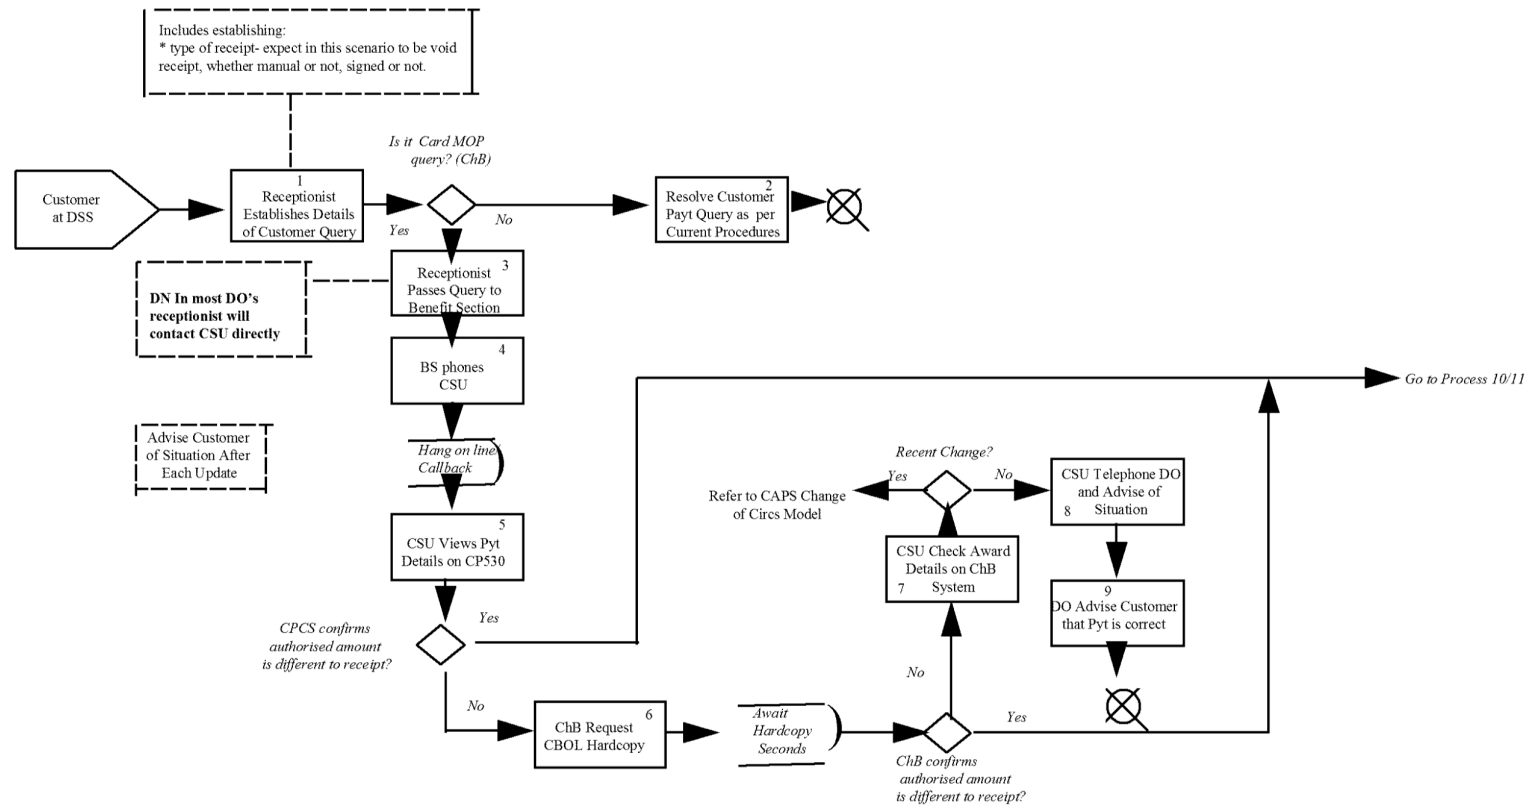 Includes establishing:
* type of receipt- expect in this scenario to be void
receipt, whether manual or not, signed or not.
Is it Card MOP
query? (ChB)
Customer
at DSS
1
Receptionist
Establishes Details
of Customer Query
Yes
No
2
Resolve Customer
Payt Query as per
Current Procedures
DN In most DO's
receptionist will
contact CSU directly
3
Receptionist
Passes Query to
Benefit Section
4
BS phones
CSU
Go to Process 10/11
Advise Customer
of Situation After
Each Update
Hang on line/
Callback
5
CSU Views Pyt
Details on CP530
CPCS confirms
authorised amount
is different to receipt?
Yes
No
6
ChB Request
CBOL Hardcopy
Await
Hardcopy
Seconds
ChB confirms
authorised amount
is different to receipt?
No
Yes
CSU Check Award
Details on ChB
System
7
Recent Change?
Yes
No
Refer to CAPS Change
of Circs Model
CSU Telephone DO
and Advise of
Situation
8
9
DO Advise Customer
that Pyt is correct